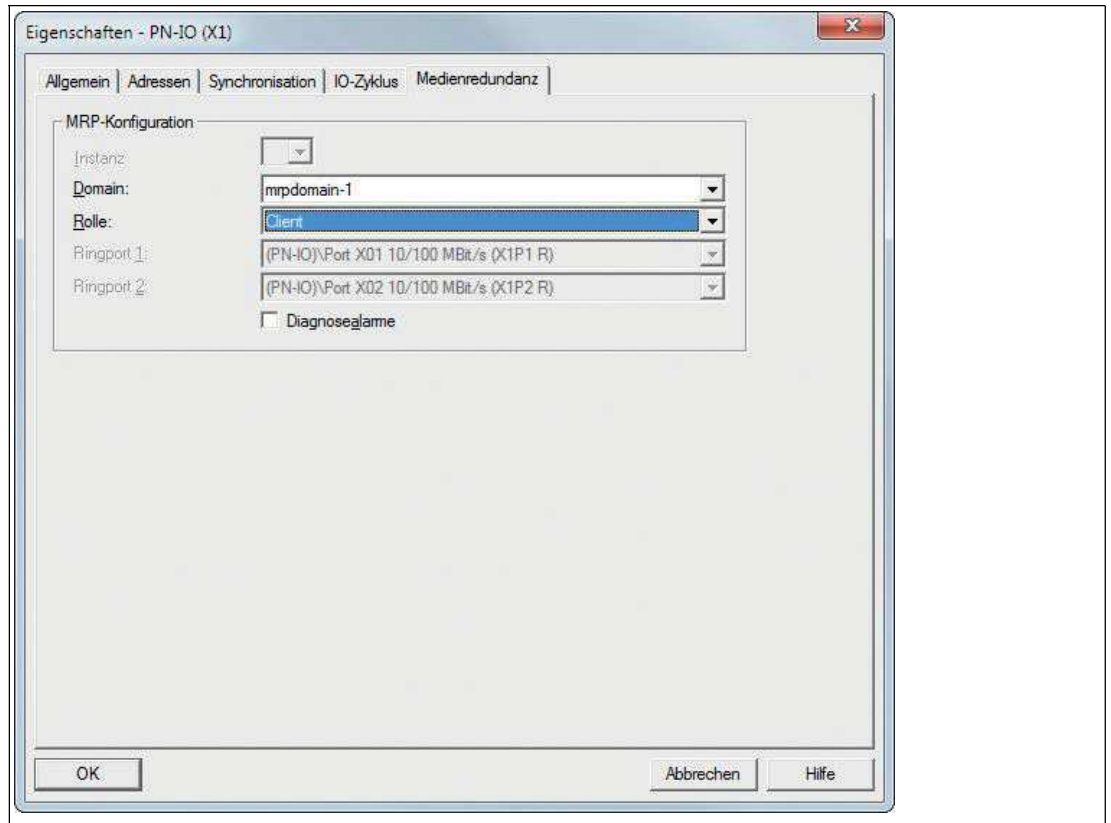 Eigenschaften - PN-IO (X1)
Allgemein Adressen Synchronisation IO-Zyklus Medienredundanz
MRP-Konfiguration
Instanz
Domain: mrpdomain-1
Rolle: Client
Ringport 1: (PN-IO)\Port X01 10/100 MBit/s (X1P1 R)
Ringport 2: (PN-IO)\Port X02 10/100 MBit/s (X1P2 R)
Diagnosealarme
OK Abbrechen Hilfe